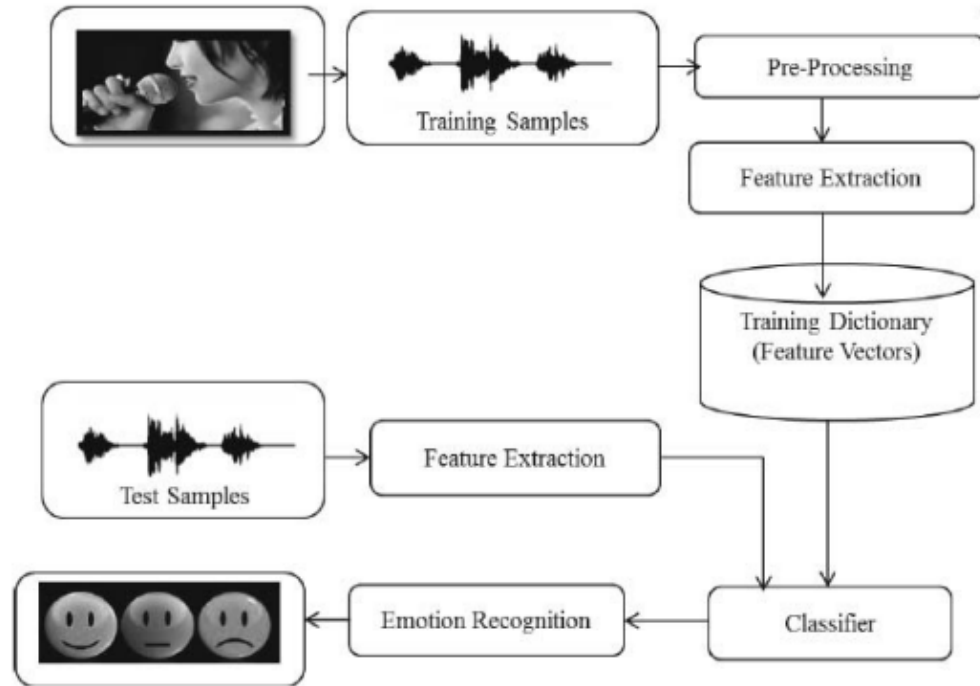 Training Samples
Pre-Processing
Feature Extraction
Training Dictionary
(Feature Vectors)
Test Samples
Feature Extraction
Emotion Recognition
Classifier